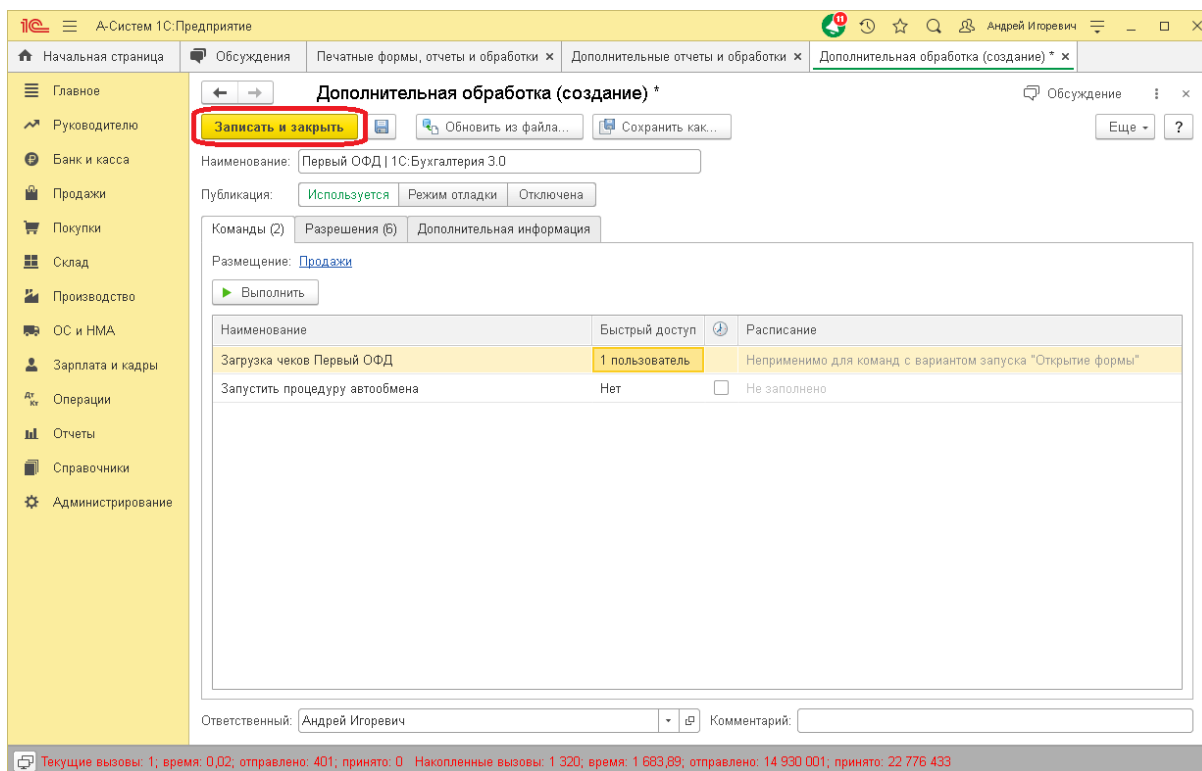 1С А-Систем 1С:Предприятие 11 Андрей Игоревич
Начальная страница Обсуждения Печатные формы, отчеты и обработки × Дополнительные отчеты и обработки × Дополнительная обработка (создание) * ×
Главное
Руководителю
Банк и касса
Продажи
Покупки
Склад
Производство
ОС и НМА
Зарплата и кадры
Дт Кт Операции
Отчеты
Справочники
Администрирование
Дополнительная обработка (создание) * Обсуждение
Записать и закрыть Обновить из файла... Сохранить как... Еще ?
Наименование: Первый ОФД | 1С:Бухгалтерия 3.0
Публикация: Используется Режим отладки Отключена
Команды (2) Разрешения (6) Дополнительная информация
Размещение: Продажи
Выполнить
Наименование Быстрый доступ Расписание
Загрузка чеков Первый ОФД 1 пользователь Неприменимо для команд с вариантом запуска "Открытие формы"
Запустить процедуру автообмена Нет Не заполнено
Ответственный: Андрей Игоревич Комментарий:
Текущие вызовы: 1; время: 0,02; отправлено: 401; принято: 0 Накопленные вызовы: 1 320; время: 1 683,89; отправлено: 14 930 001; принято: 22 776 433